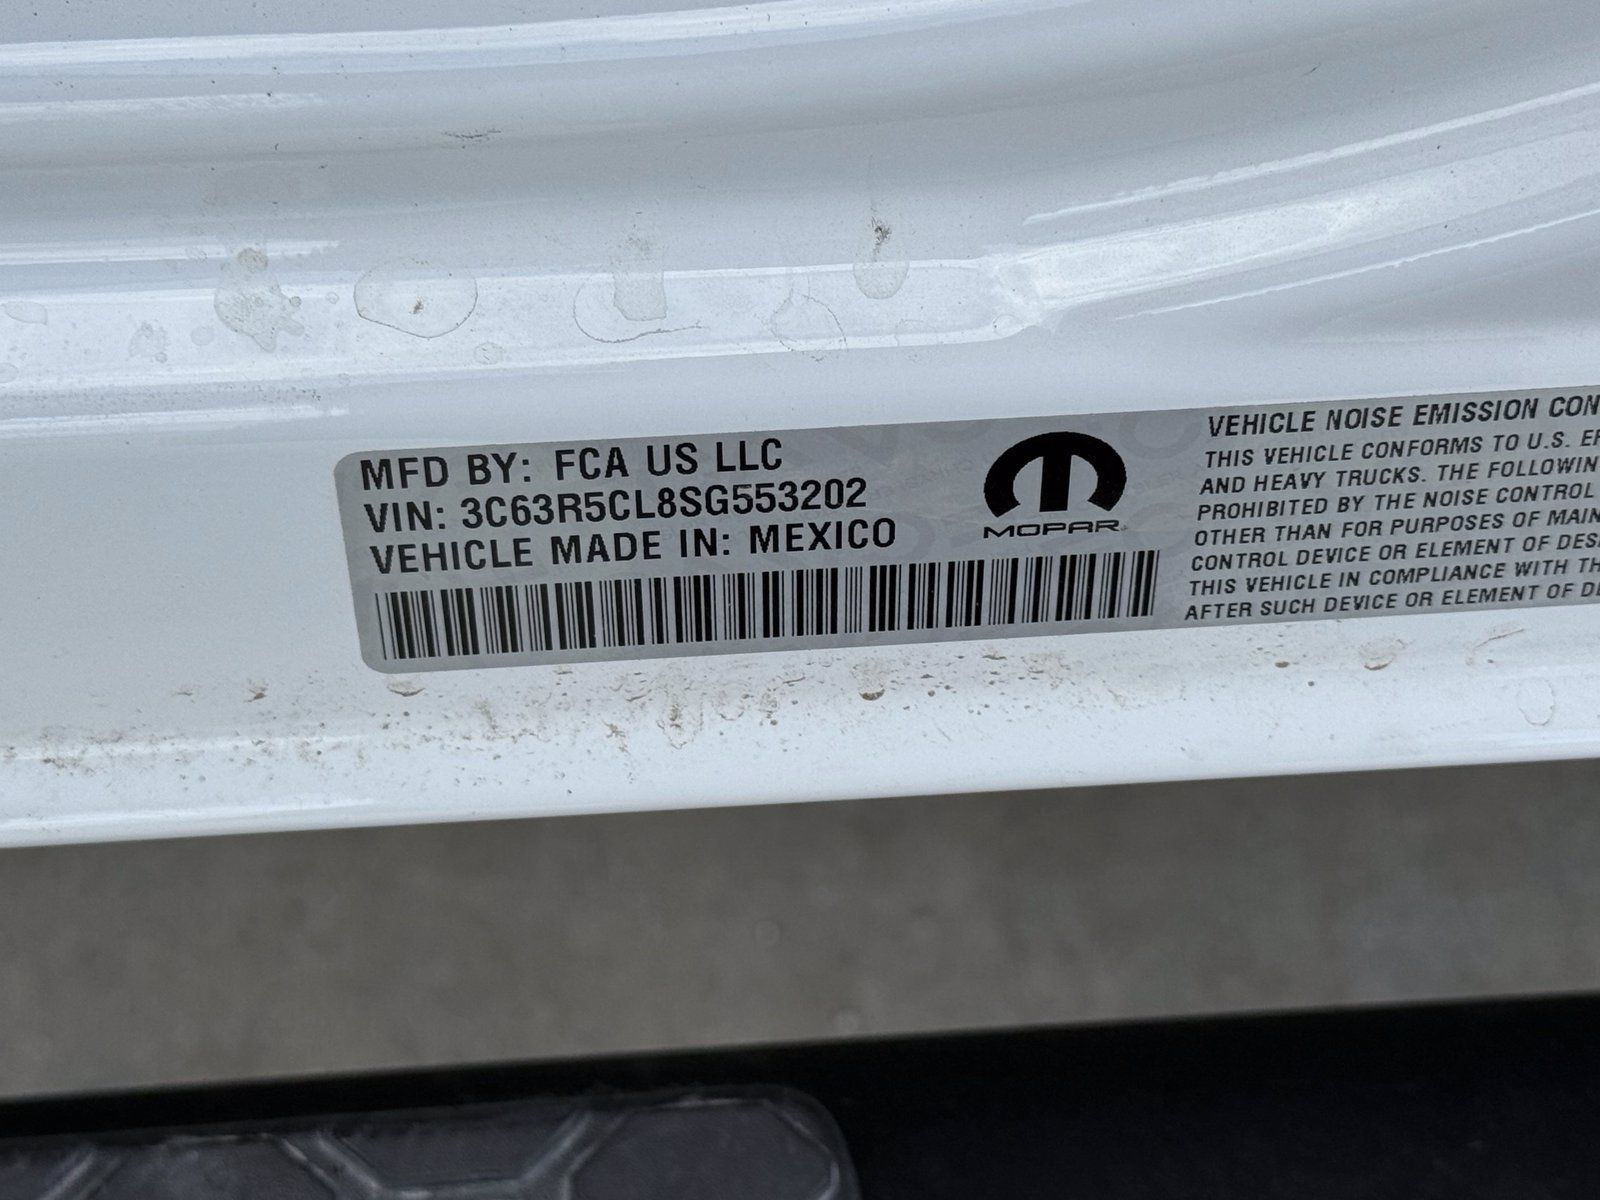 MFD BY: FCA US LLC
VIN: 3C63R5CL8SG553202
VEHICLE MADE IN: MEXICO
MOPAR
VEHICLE NOISE EMISSION CON
THIS VEHICLE CONFORMS TO U.S. EP
AND HEAVY TRUCKS. THE FOLLOWIN
PROHIBITED BY THE NOISE CONTROL
OTHER THAN FOR PURPOSES OF MAIN
CONTROL DEVICE OR ELEMENT OF DES
THIS VEHICLE IN COMPLIANCE WITH TH
AFTER SUCH DEVICE OR ELEMENT OF DE